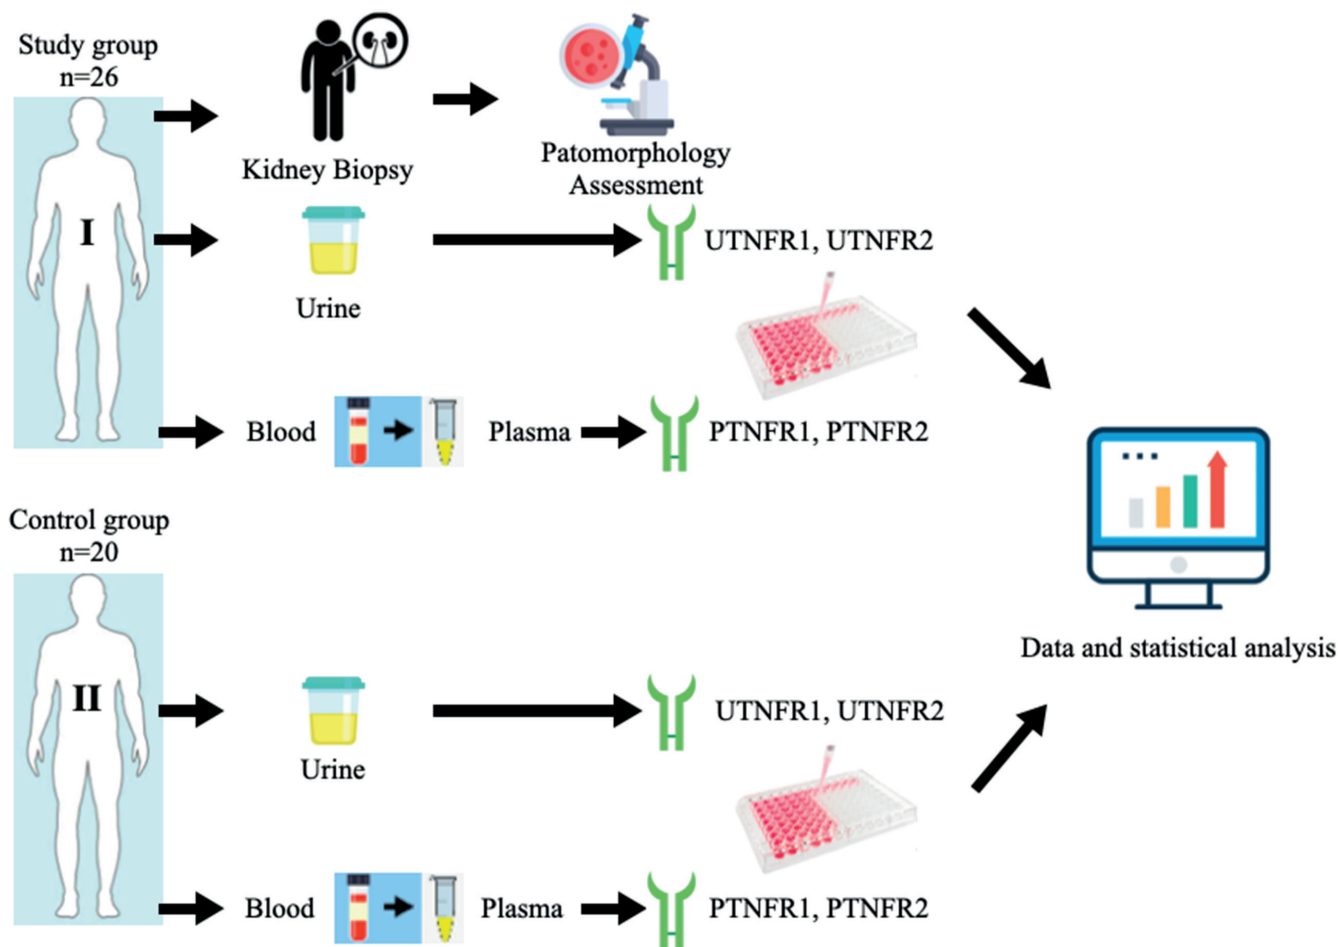 Study group
n=26
I
Kidney Biopsy
Patomorphology
Assessment
Urine
UTNFR1, UTNFR2
Blood
Plasma
PTNFR1, PTNFR2
Control group
n=20
II
Urine
UTNFR1, UTNFR2
Blood
Plasma
PTNFR1, PTNFR2
Data and statistical analysis